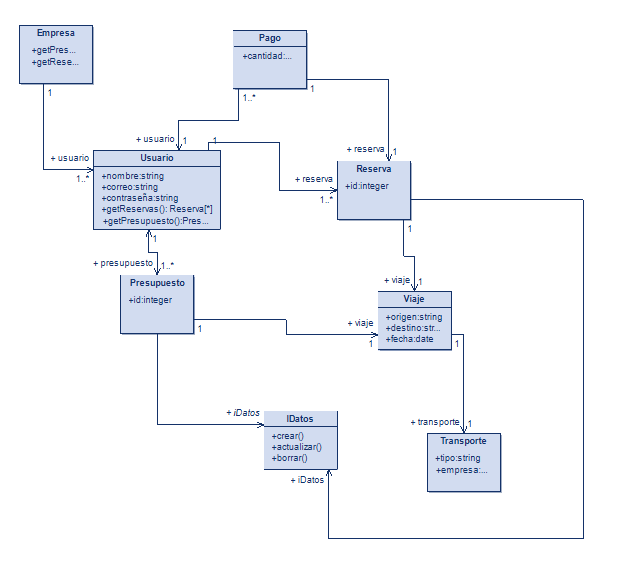 Empresa
+getPres...
+getRese...
1
Pago
+cantidad:...
1..*
1
+ usuario
1..*
+ usuario
1
+ reserva
1
Usuario
+nombre:string
+correo:string
+contraseña:string
+getReservas(): Reserva[*]
+getPresupuesto():Pres...
1
+ reserva
1..*
1
Reserva
+id:integer
1
+ presupuesto
1..*
Presupuesto
+id:integer
1
+ viaje
1
+ viaje
1
Viaje
+origen:string
+destino:str...
+fecha:date
1
+ transporte
1
Transporte
+tipo:string
+empresa:...
+ iDatos
IDatos
+crear()
+actualizar()
+borrar()
+ iDatos